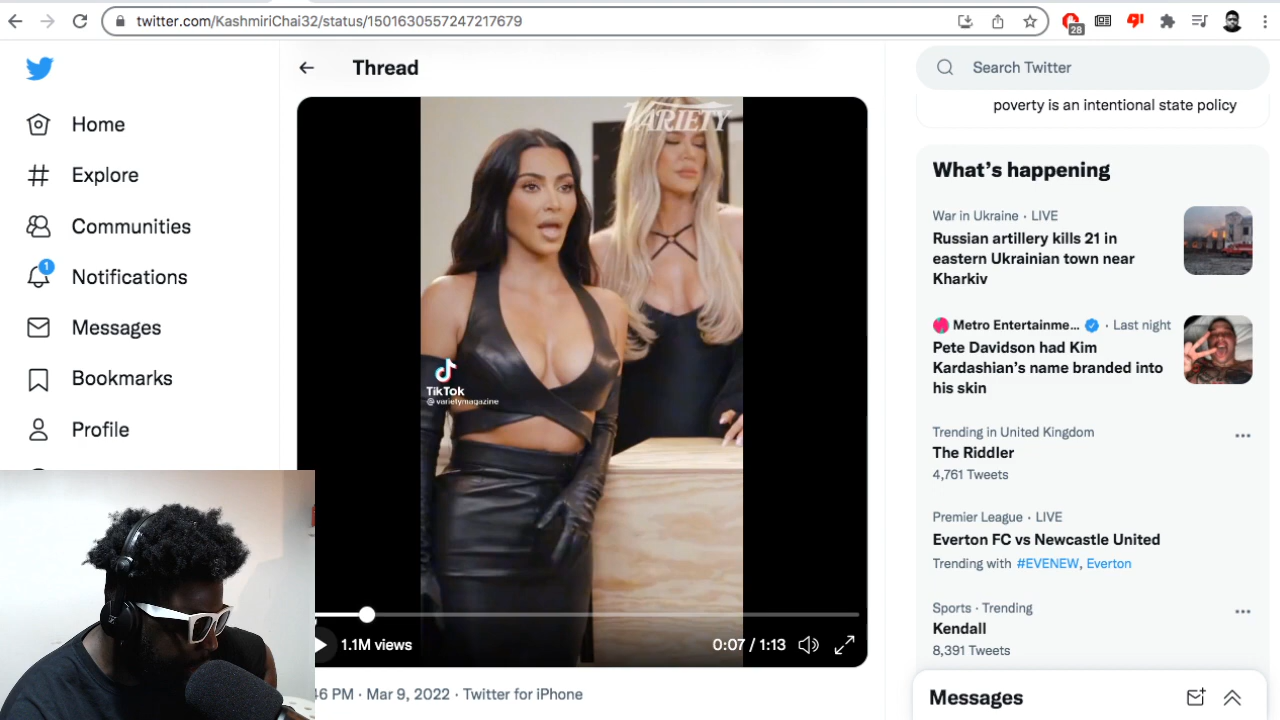 twitter.com/KashmiriChai32/status/1501630557247217679
28
Home
Explore
Communities
1
Notifications
Messages
Bookmarks
Profile
Thread
VARIETY
TikTok
@varietymagazine
1.1M views
0:07 / 1:13
46 PM · Mar 9, 2022 · Twitter for iPhone
Search Twitter
poverty is an intentional state policy
What's happening
War in Ukraine · LIVE
Russian artillery kills 21 in
eastern Ukrainian town near
Kharkiv
Metro Entertainme... · Last night
Pete Davidson had Kim
Kardashian's name branded into
his skin
Trending in United Kingdom
The Riddler
4,761 Tweets
Premier League · LIVE
Everton FC vs Newcastle United
Trending with #EVENEW, Everton
Sports · Trending
Kendall
8,391 Tweets
Messages